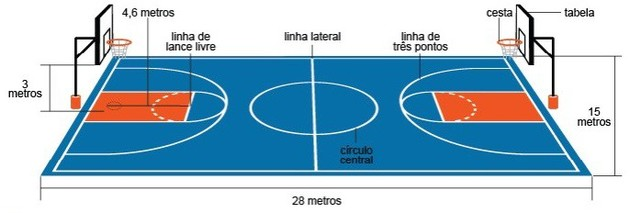 4,6 metros
cesta
tabela
linha de
lance livre
linha lateral
linha de
três pontos
3
metros
15
metros
círculo
central
28 metros